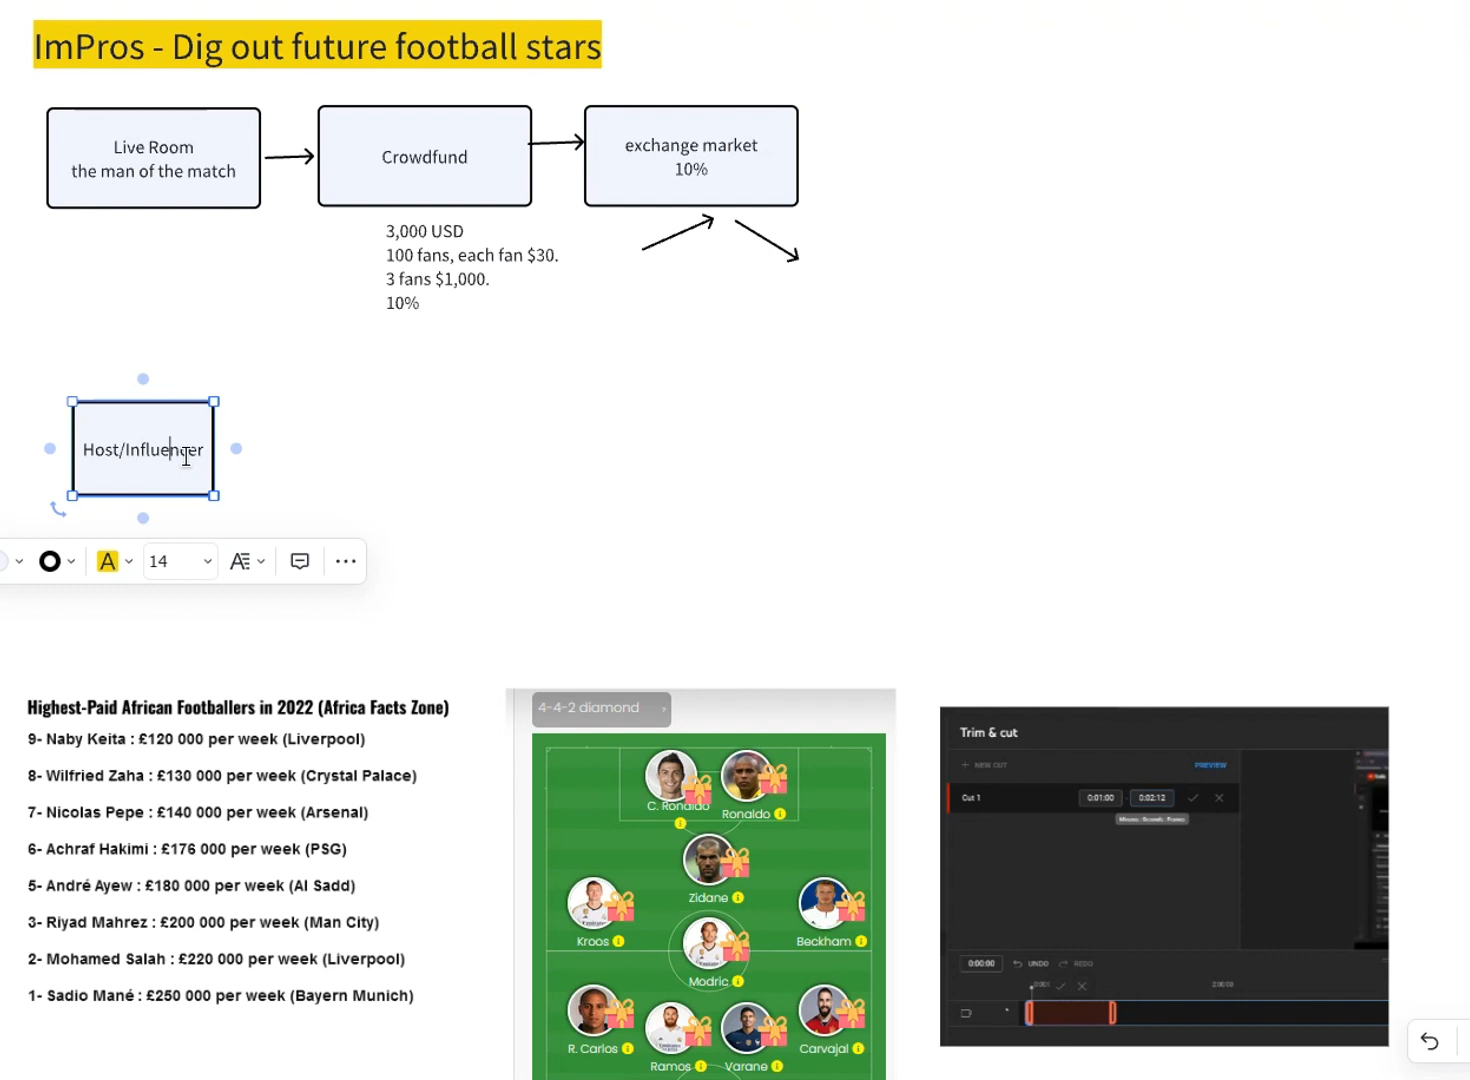 ImPros - Dig out future football stars
Live Room
the man of the match
Crowdfund
exchange market
10%
3,000 USD
100 fans, each fan $30.
3 fans $1,000.
10%
Host/Influencer
A
14
A
Highest-Paid African Footballers in 2022 (Africa Facts Zone)
9- Naby Keita : £120 000 per week (Liverpool)
8- Wilfried Zaha : £130 000 per week (Crystal Palace)
7- Nicolas Pepe : £140 000 per week (Arsenal)
6- Achraf Hakimi : £176 000 per week (PSG)
5- André Ayew : £180 000 per week (Al Sadd)
3- Riyad Mahrez : £200 000 per week (Man City)
2- Mohamed Salah : £220 000 per week (Liverpool)
1- Sadio Mané : £250 000 per week (Bayern Munich)
4-4-2 diamond
C. Ronaldo
Ronaldo
Zidane
Kroos
Beckham
Modric
R. Carlos
Carvajal
Ramos
Varane
Trim & cut
NEW CUT
PREVIEW
Cut 1
0:01:00
0:02:12
0:00:00
UNDO
REDO